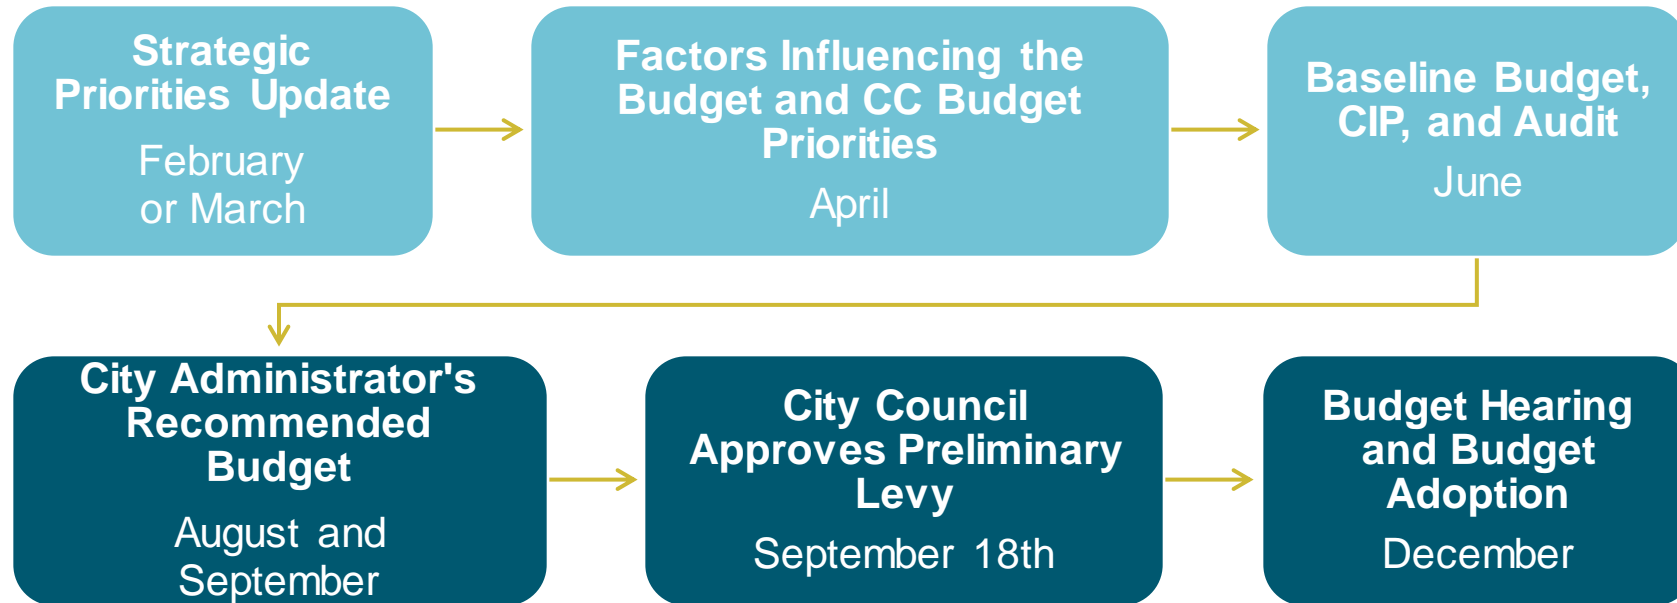 Strategic
Priorities Update
February
or March
Factors Influencing the
Budget and CC Budget
Priorities
April
Baseline Budget,
CIP, and Audit
June
City Administrator's
Recommended
Budget
August and
September
City Council
Approves Preliminary
Levy
September 18th
Budget Hearing
and Budget
Adoption
December